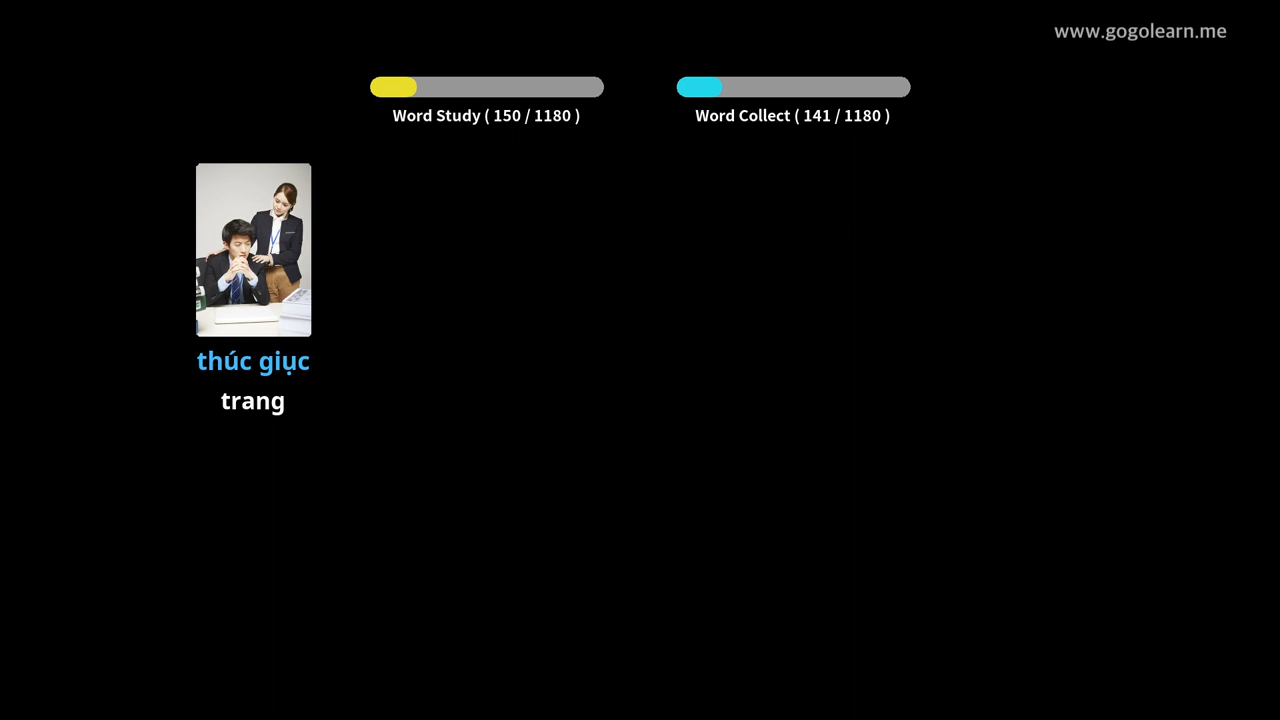 www.gogolearn.me
Word Study ( 150 / 1180 )
Word Collect ( 141 / 1180 )
thúc giục
trang